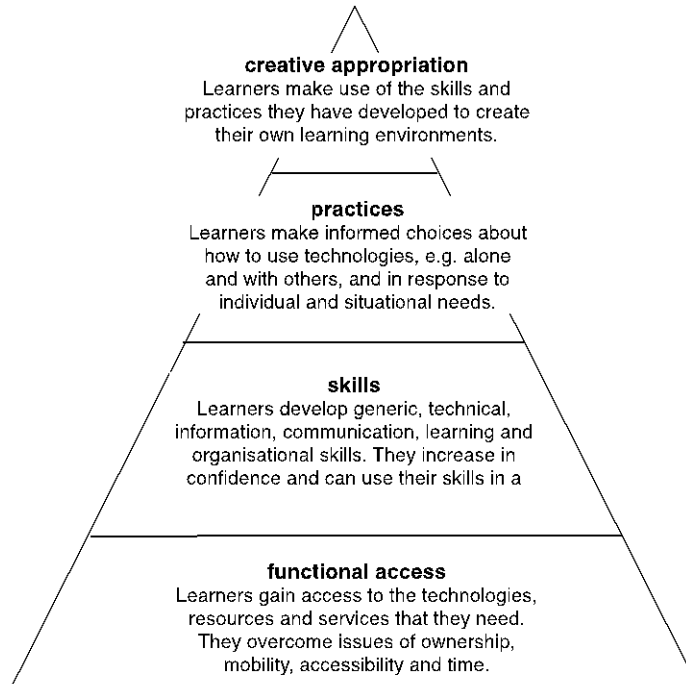 creative appropriation
Learners make use of the skills and
practices they have developed to create
their own learning environments.
practices
Learners make informed choices about
how to use technologies, e.g. alone
and with others, and in response to
individual and situational needs.
skills
Learners develop generic, technical,
information, communication, learning and
organisational skills. They increase in
confidence and can use their skills in a
functional access
Learners gain access to the technologies,
resources and services that they need.
They overcome issues of ownership,
mobility, accessibility and time.